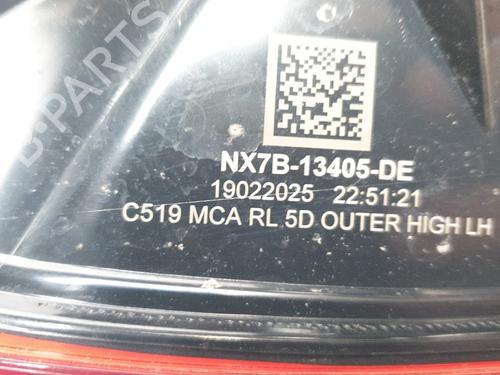 B-PARTS
NX7B-13405-DE
19022025 22:51:21
C519 MCA RL 5D OUTER HIGH LH